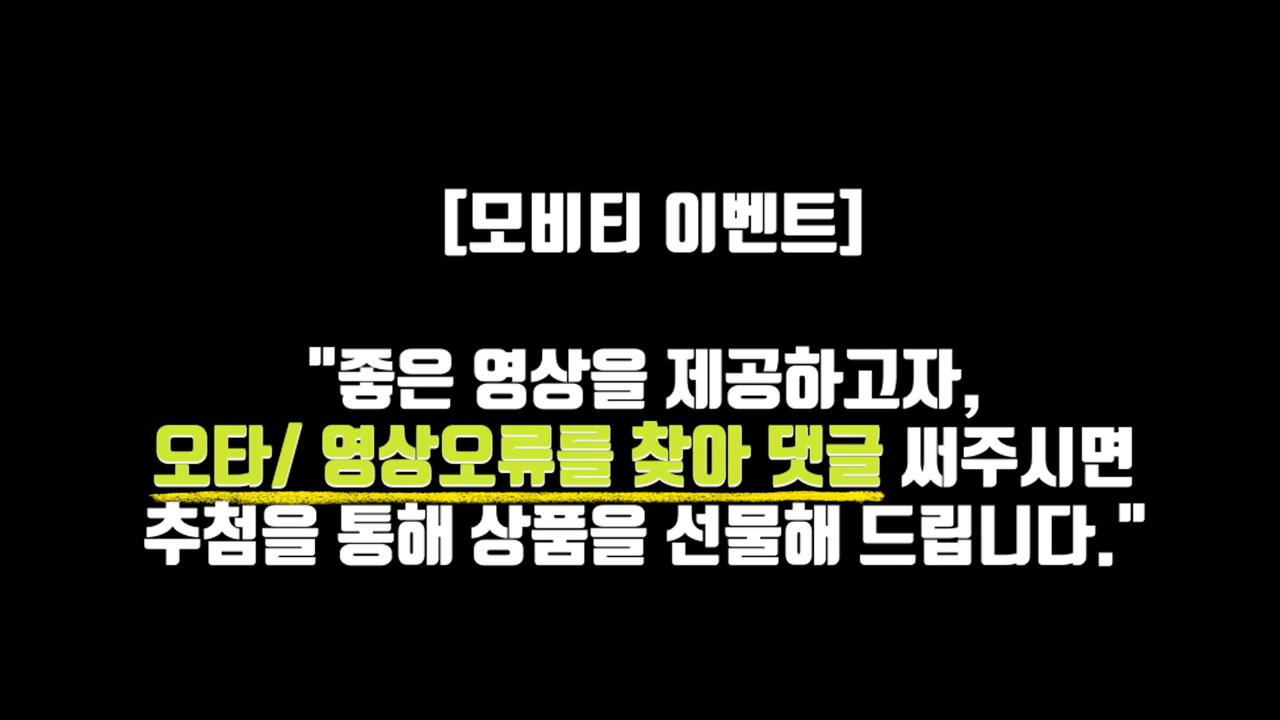 [모비티 이벤트]
"좋은 영상을 제공하고자,
오타/ 영상오류를 찾아 댓글 써주시면
추첨을 통해 상품을 선물해 드립니다."